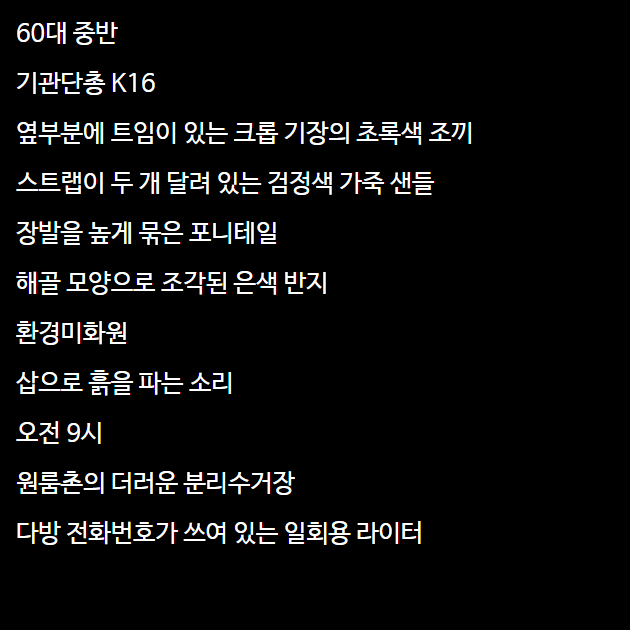 60대 중반
기관단총 K16
옆부분에 트임이 있는 크롭 기장의 초록색 조끼
스트랩이 두 개 달려 있는 검정색 가죽 샌들
장발을 높게 묶은 포니테일
해골 모양으로 조각된 은색 반지
환경미화원
삽으로 흙을 파는 소리
오전 9시
원룸촌의 더러운 분리수거장
다방 전화번호가 쓰여 있는 일회용 라이터